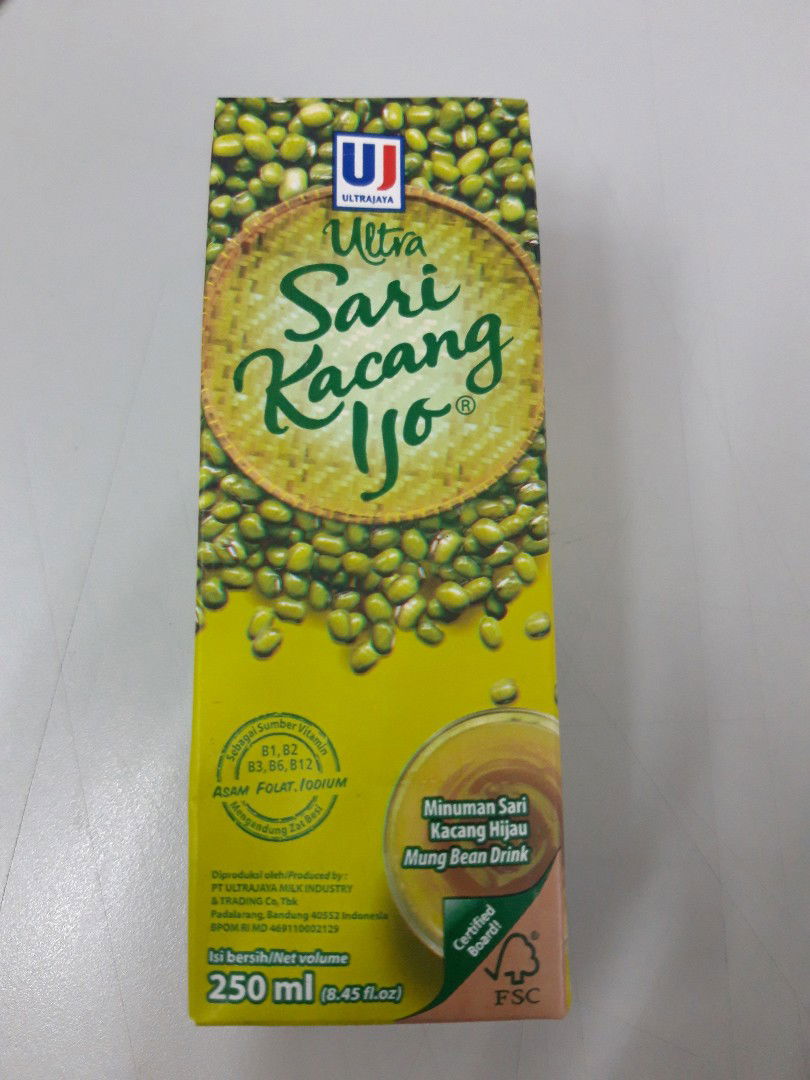 UJ
ULTRAJAYA
Ultra
Sari
Kacang
Ijo®
Sebagai Sumber Vitamin
B1, B2
B3, B6, B12
ASAM FOLAT, IODIUM
Mengandung Zat Besi
Minuman Sari
Kacang Hijau
Mung Bean Drink
Diproduksi oleh/Produced by :
PT ULTRAJAYA MILK INDUSTRY
& TRADING Co, Tbk
Padalarang, Bandung 40552 Indonesia
BPOM RI MD 469110002129
Isi bersih/Net volume
250 ml (8.45 fl.oz)
Certified
Board!
®
FSC